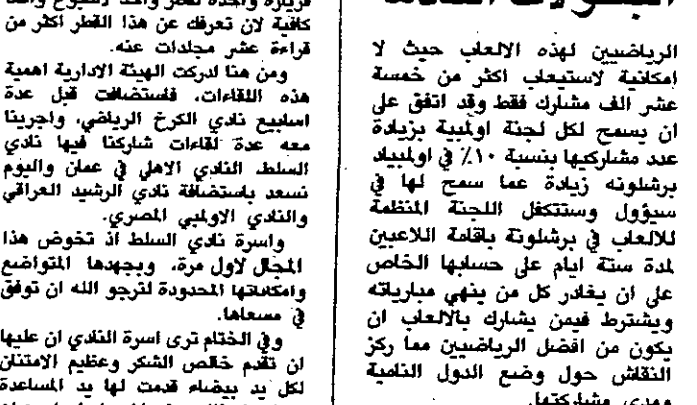 الرياضيين لهذه الالعاب حيث لا
امكانية لاستيعاب اكثر من خمسة
عشر الف مشارك فقط وقد اتفق على
ان يسمح لكل لجنة اولمبية بزيادة
عدد مشاركيها بنسبة ١٠٪ في اولمبياد
برشلونه زيادة عما سمح لها في
سيؤول وستتكفل اللجنة المنظمة
للالعاب في برشلونة باقامة اللاعبين
لمدة ستة ايام على حسابها الخاص
على ان يغادر كل من ينهي مبارياته
ويشترط فيمن يشارك بالالعاب ان
يكون من افضل الرياضيين مما ركز
النقاش حول وضع الدول النامية
ومدى مشاركتها.
كافية لان تعرفك عن هذا القطر اكثر من
قراءة عشر مجلدات عنه.
ومن هنا ادركت الهيئة الادارية اهمية
هذه اللقاءات، فاستضافت قبل عدة
اسابيع نادي الكرخ الرياضي، واجرينا
معه عدة لقاءات شاركنا فيها نادي
السلط، النادي الاهلي في عمان واليوم
نسعد باستضافة نادي الرشيد العراقي
والنادي الاولمبي المصري.
واسرة نادي السلط اذ تخوض هذا
المجال لاول مرة، وبجهدها المتواضع
وامكاناتها المحدودة لترجو الله ان توفق
في مسعاها.
وفي الختام ترى اسرة النادي ان عليها
ان تقدم خالص الشكر وعظيم الامتنان
لكل يد بيضاء قدمت لها يد المساعدة